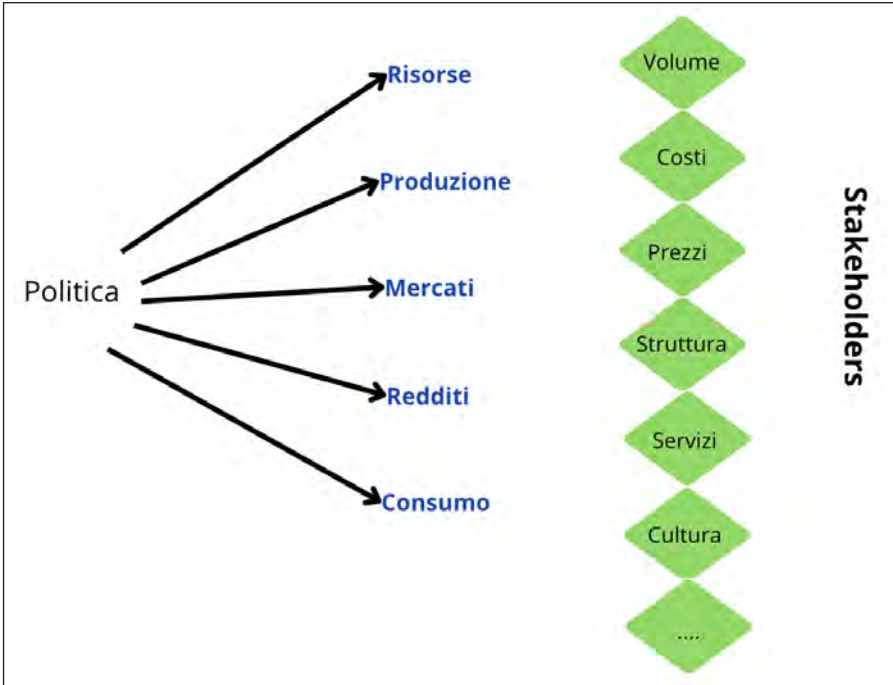 Politica
Risorse
Produzione
Mercati
Redditi
Consumo
Volume
Costi
Prezzi
Struttura
Servizi
Cultura
....
Stakeholders